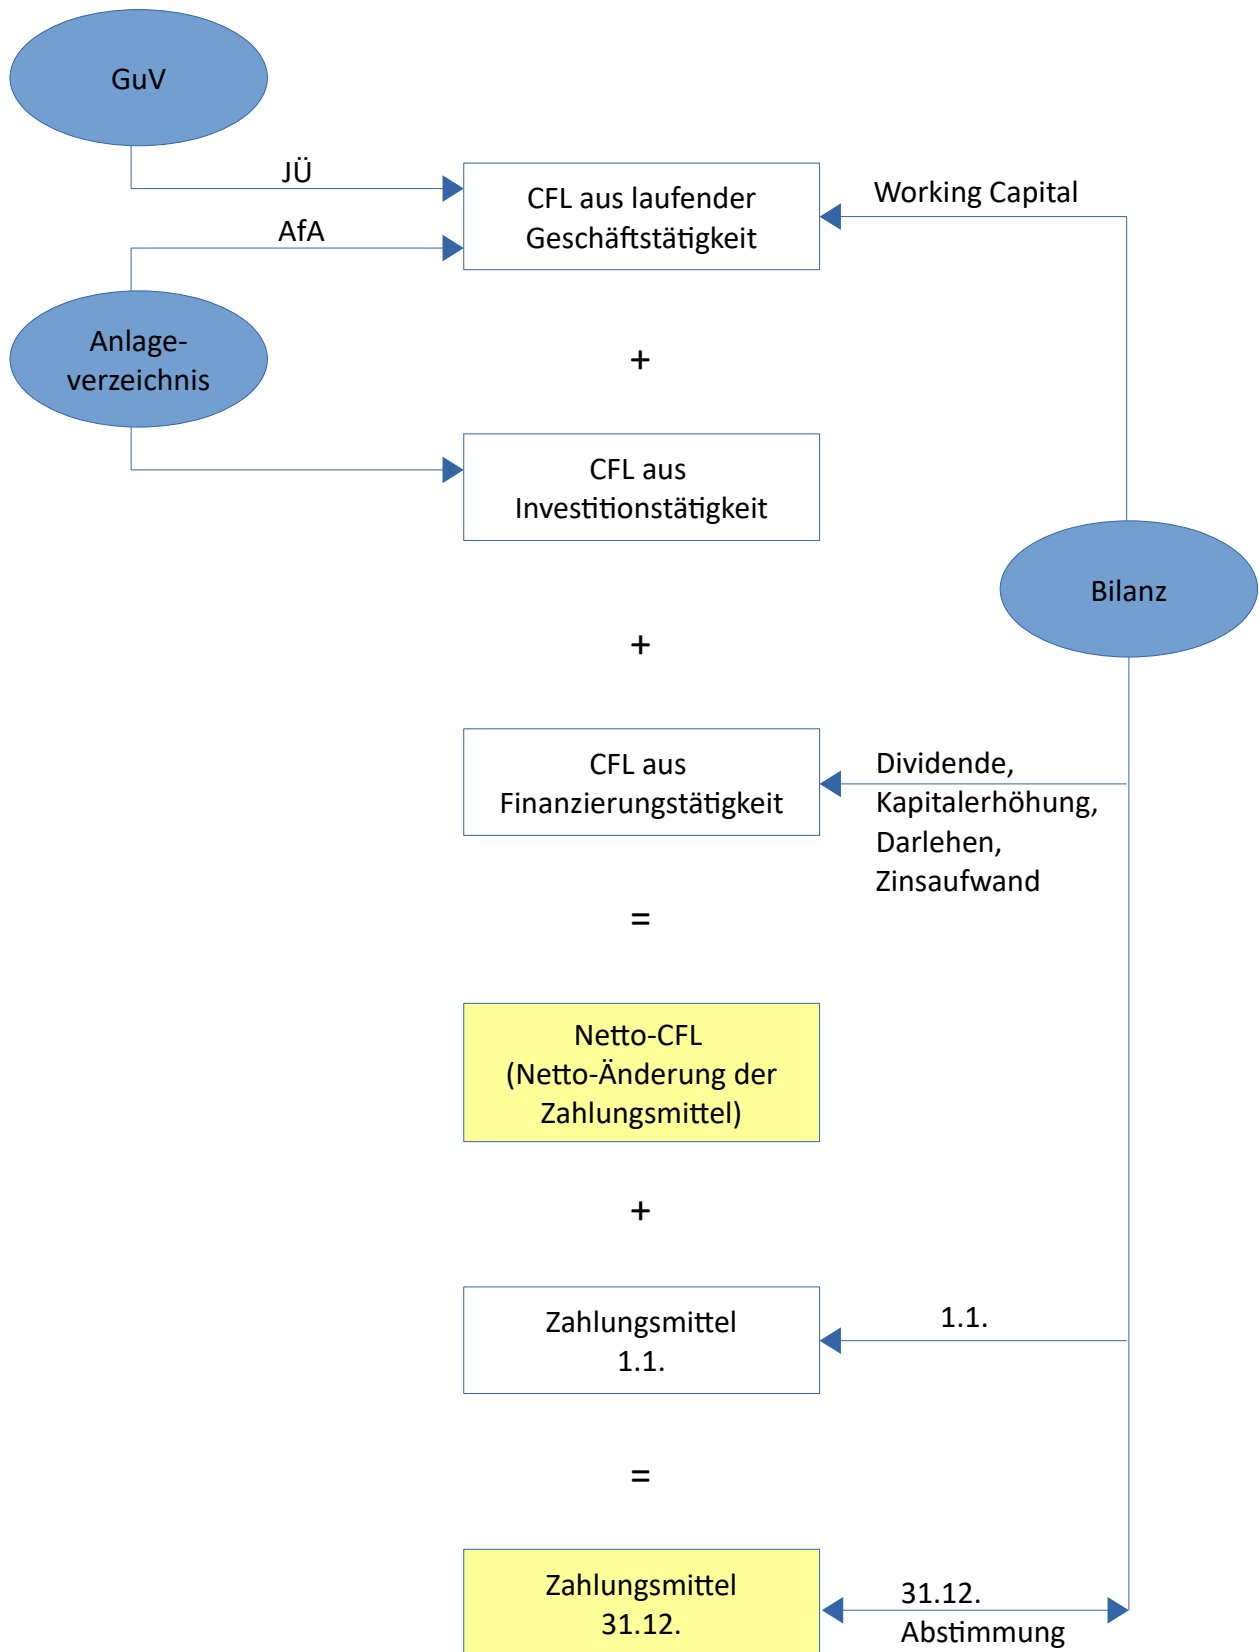 GuV
JÜ
CFL aus laufender
Geschäftstätigkeit
Working Capital
AfA
Anlage-
verzeichnis
+
CFL aus
Investitionstätigkeit
Bilanz
+
CFL aus
Finanzierungstätigkeit
Dividende,
Kapitalerhöhung,
Darlehen,
Zinsaufwand
=
Netto-CFL
(Netto-Änderung der
Zahlungsmittel)
+
Zahlungsmittel
1.1.
1.1.
=
Zahlungsmittel
31.12.
31.12.
Abstimmung